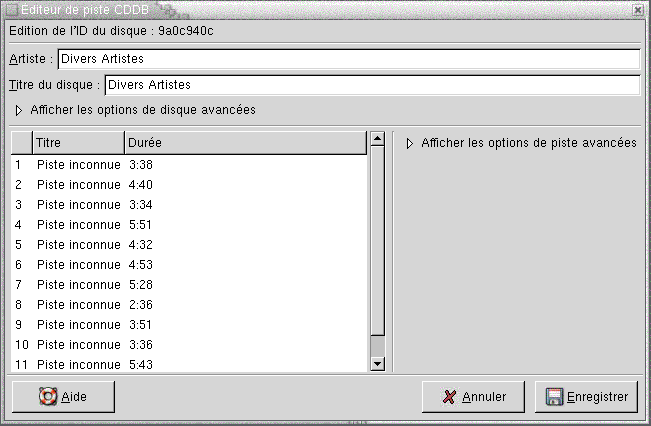 Editeur de piste CDDB
Edition de l'ID du disque : 9a0c940c
Artiste : Divers Artistes
Titre du disque : Divers Artistes
Afficher les options de disque avancées
Titre Durée
1 Piste inconnue 3:38
2 Piste inconnue 4:40
3 Piste inconnue 3:34
4 Piste inconnue 5:51
5 Piste inconnue 4:32
6 Piste inconnue 4:53
7 Piste inconnue 5:28
8 Piste inconnue 2:36
9 Piste inconnue 3:51
10 Piste inconnue 3:36
11 Piste inconnue 5:43
Afficher les options de piste avancées
Aide
Annuler
Enregistrer